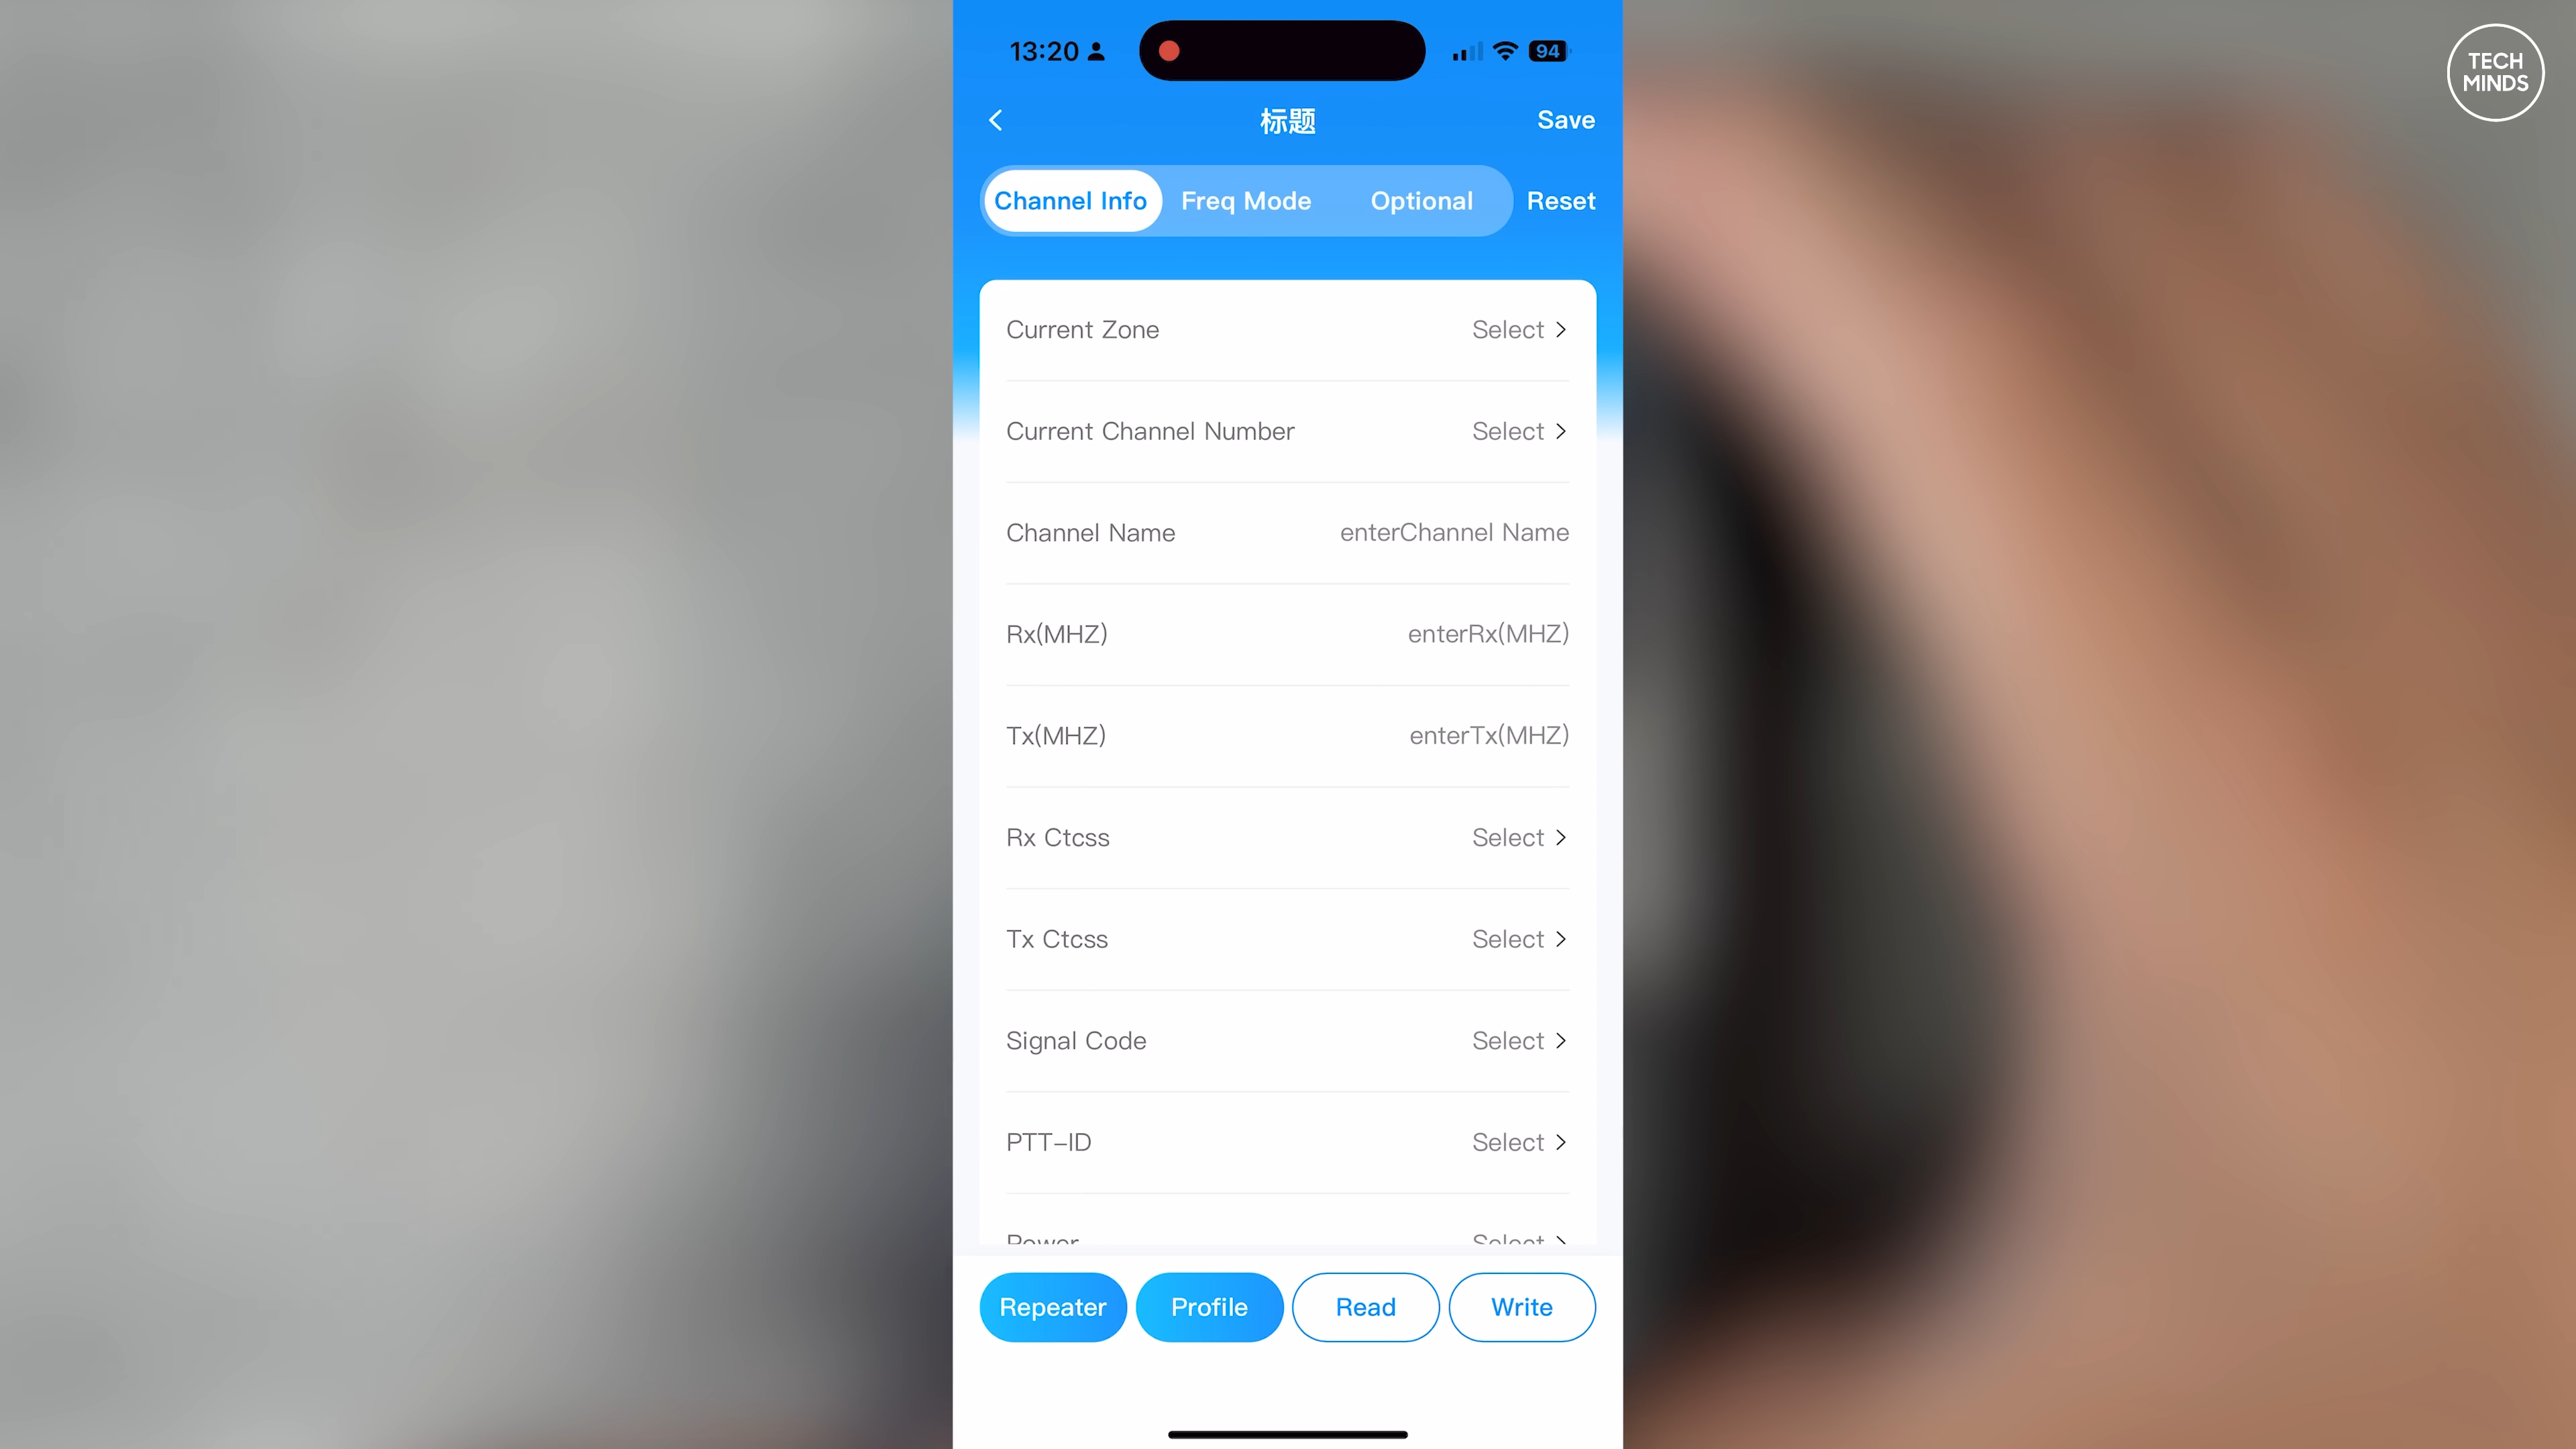 13:20
94
TECH
MINDS
标题
Save
Channel Info
Freq Mode
Optional
Reset
Current Zone
Select
Current Channel Number
Select
Channel Name
enterChannel Name
Rx(MHZ)
enterRx(MHZ)
Tx(MHZ)
enterTx(MHZ)
Rx Ctcss
Select
Tx Ctcss
Select
Signal Code
Select
PTT-ID
Select
Power
Select
Repeater
Profile
Read
Write